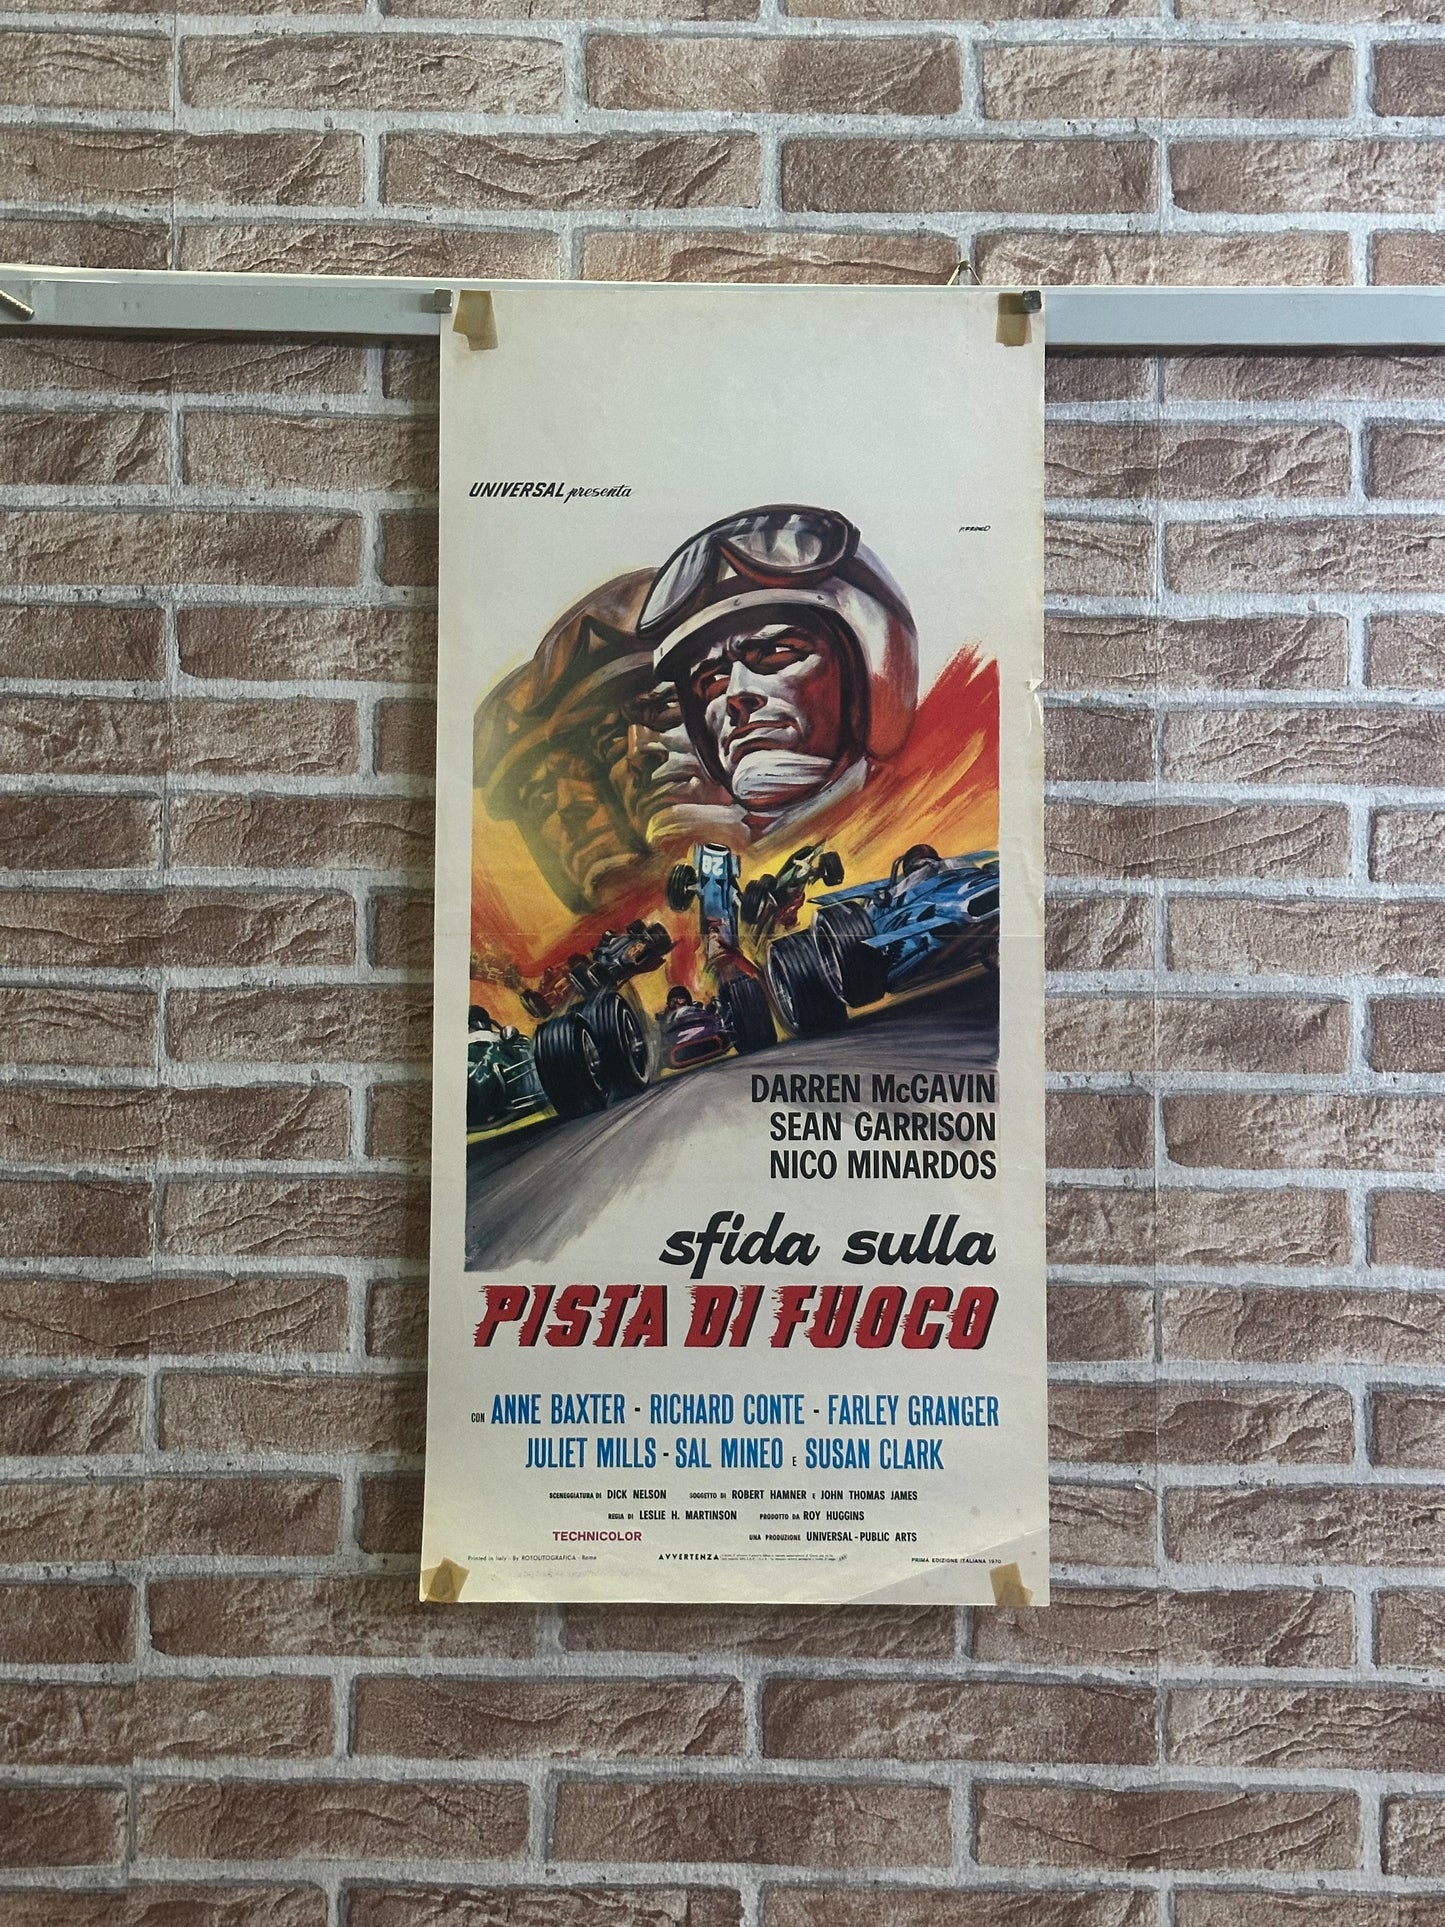 UNIVERSAL presenta
P. FRANCO
28
DARREN McGAVIN
SEAN GARRISON
NICO MINARDOS
sfida sulla
PISTA DI FUOCO
CON ANNE BAXTER - RICHARD CONTE - FARLEY GRANGER
JULIET MILLS - SAL MINEO E SUSAN CLARK
SCENEGGIATURA DI DICK NELSON SOGGETTO DI ROBERT HAMNER E JOHN THOMAS JAMES
REGIA DI LESLIE H. MARTINSON PRODOTTO DA ROY HUGGINS
TECHNICOLOR UNA PRODUZIONE UNIVERSAL-PUBLIC ARTS
Printed in Italy - By ROTOLITOGRAFICA - Rome AVVERTENZA PRIMA EDIZIONE ITALIANA 1970